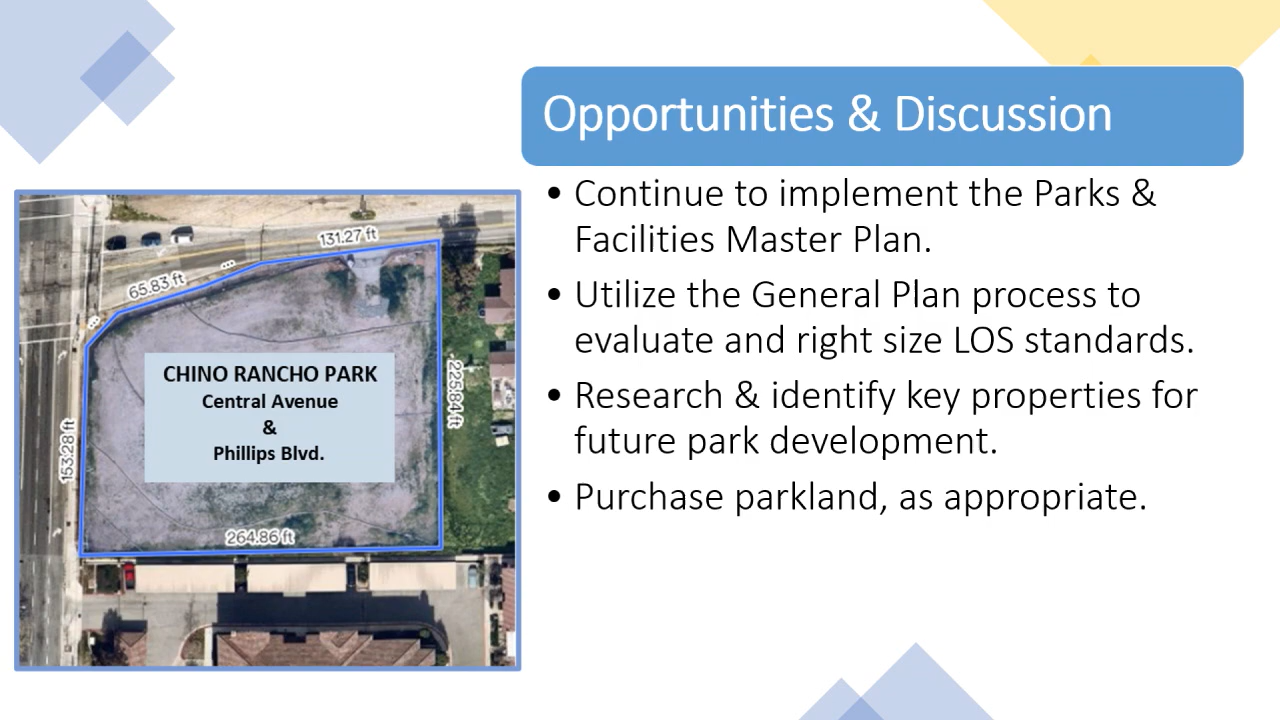 Opportunities & Discussion
• Continue to implement the Parks &
Facilities Master Plan.
• Utilize the General Plan process to
evaluate and right size LOS standards.
• Research & identify key properties for
future park development.
• Purchase parkland, as appropriate.
131.27 ft
65.83 ft
...
...
CHINO RANCHO PARK
Central Avenue
&
Phillips Blvd.
225.84 ft
153.28 ft
264.86 ft